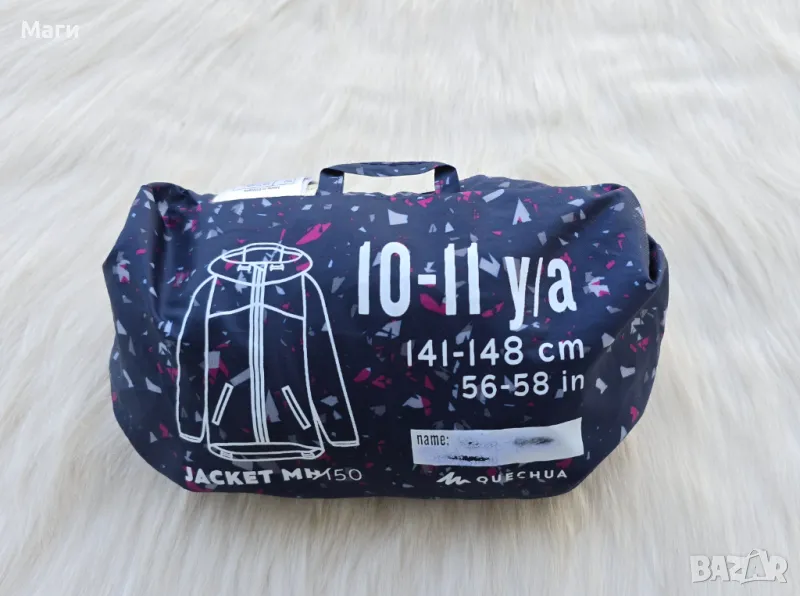 Маги
10-11 y/a
141-148 cm
56-58 in
name:
JACKET MH150
QUECHUA
BAZAR